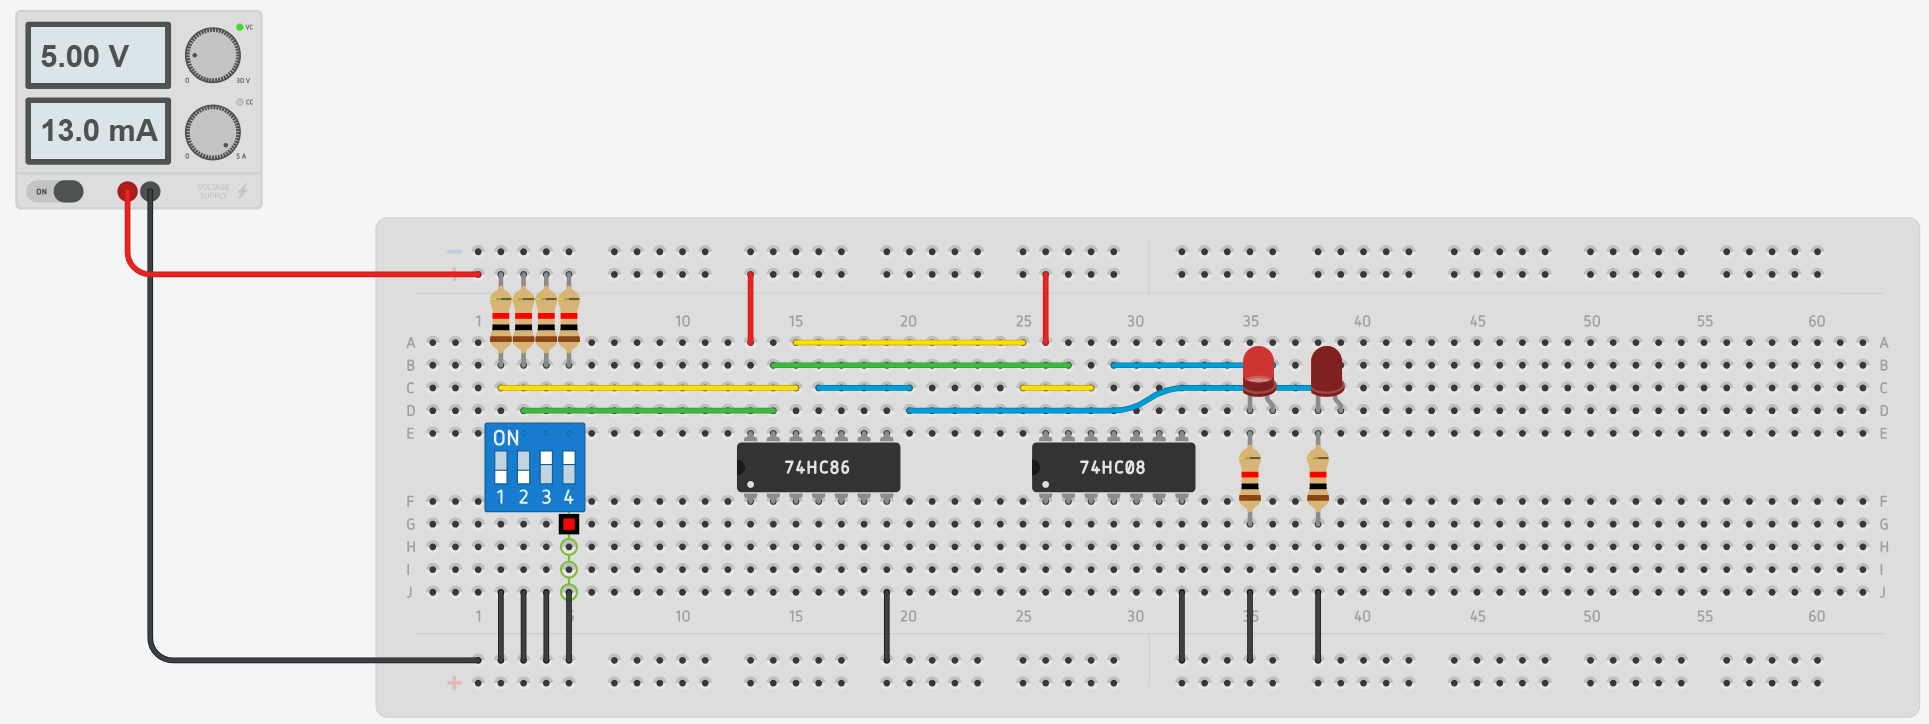 5.00 V
VC
0 30 V
13.0 mA
CC
0 5 A
ON
VOLTAGE
SUPPLY
−
+
1 10 15 20 25 30 35 40 45 50 55 60
A A
B B
C C
D D
E E
ON
1 2 3 4
74HC86
74HC08
F F
G G
H H
I I
J J
1 5 10 15 20 25 30 35 40 45 50 55 60
+